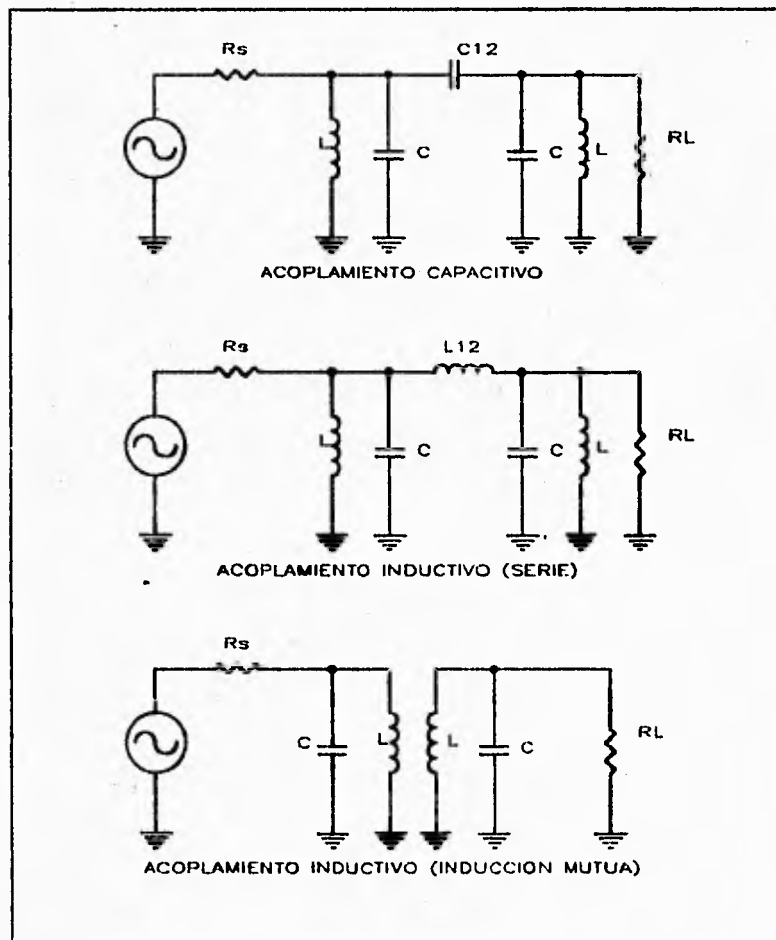 Rs
C12
L
C
C
L
RL
ACOPLAMIENTO CAPACITIVO
Rs
L12
L
C
C
L
RL
ACOPLAMIENTO INDUCTIVO (SERIE)
Rs
C
L
L
C
RL
ACOPLAMIENTO INDUCTIVO (INDUCCION MUTUA)